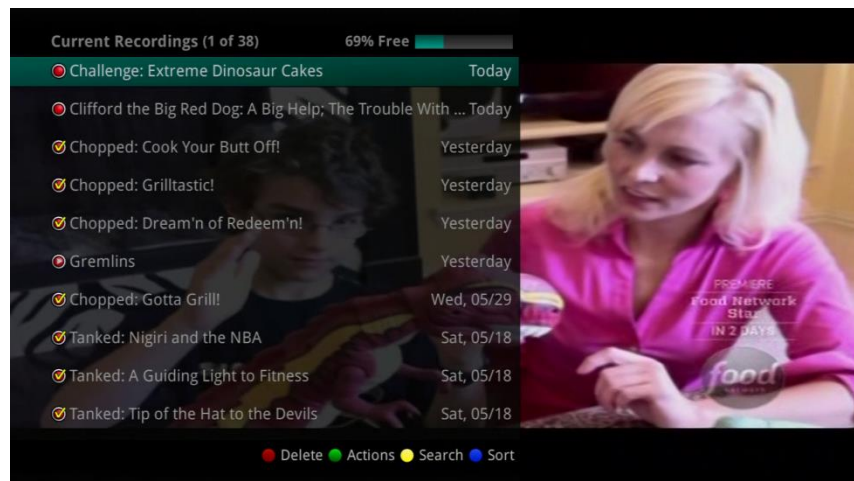 Current Recordings (1 of 38) 69% Free
Challenge: Extreme Dinosaur Cakes Today
Clifford the Big Red Dog: A Big Help; The Trouble With ... Today
Chopped: Cook Your Butt Off! Yesterday
Chopped: Grilltastic! Yesterday
Chopped: Dream'n of Redeem'n! Yesterday
Gremlins Yesterday
Chopped: Gotta Grill! Wed, 05/29
Tanked: Nigiri and the NBA Sat, 05/18
Tanked: A Guiding Light to Fitness Sat, 05/18
Tanked: Tip of the Hat to the Devils Sat, 05/18
Delete Actions Search Sort
PREMIERE
Food Network
Star
IN 2 DAYS
food
NETWORK